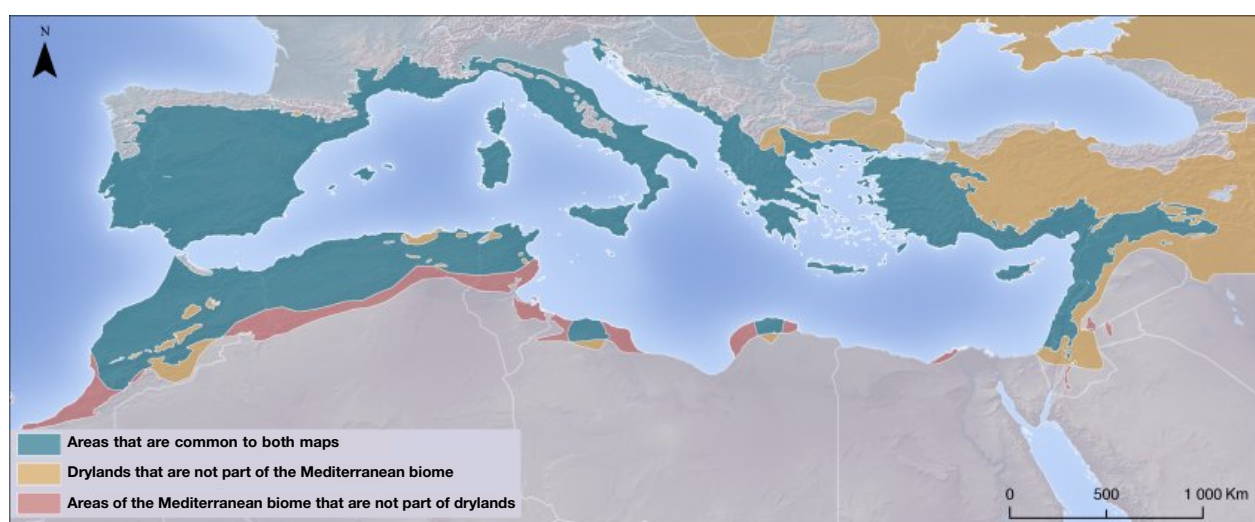 N
Areas that are common to both maps
Drylands that are not part of the Mediterranean biome
Areas of the Mediterranean biome that are not part of drylands
0 500 1 000 Km